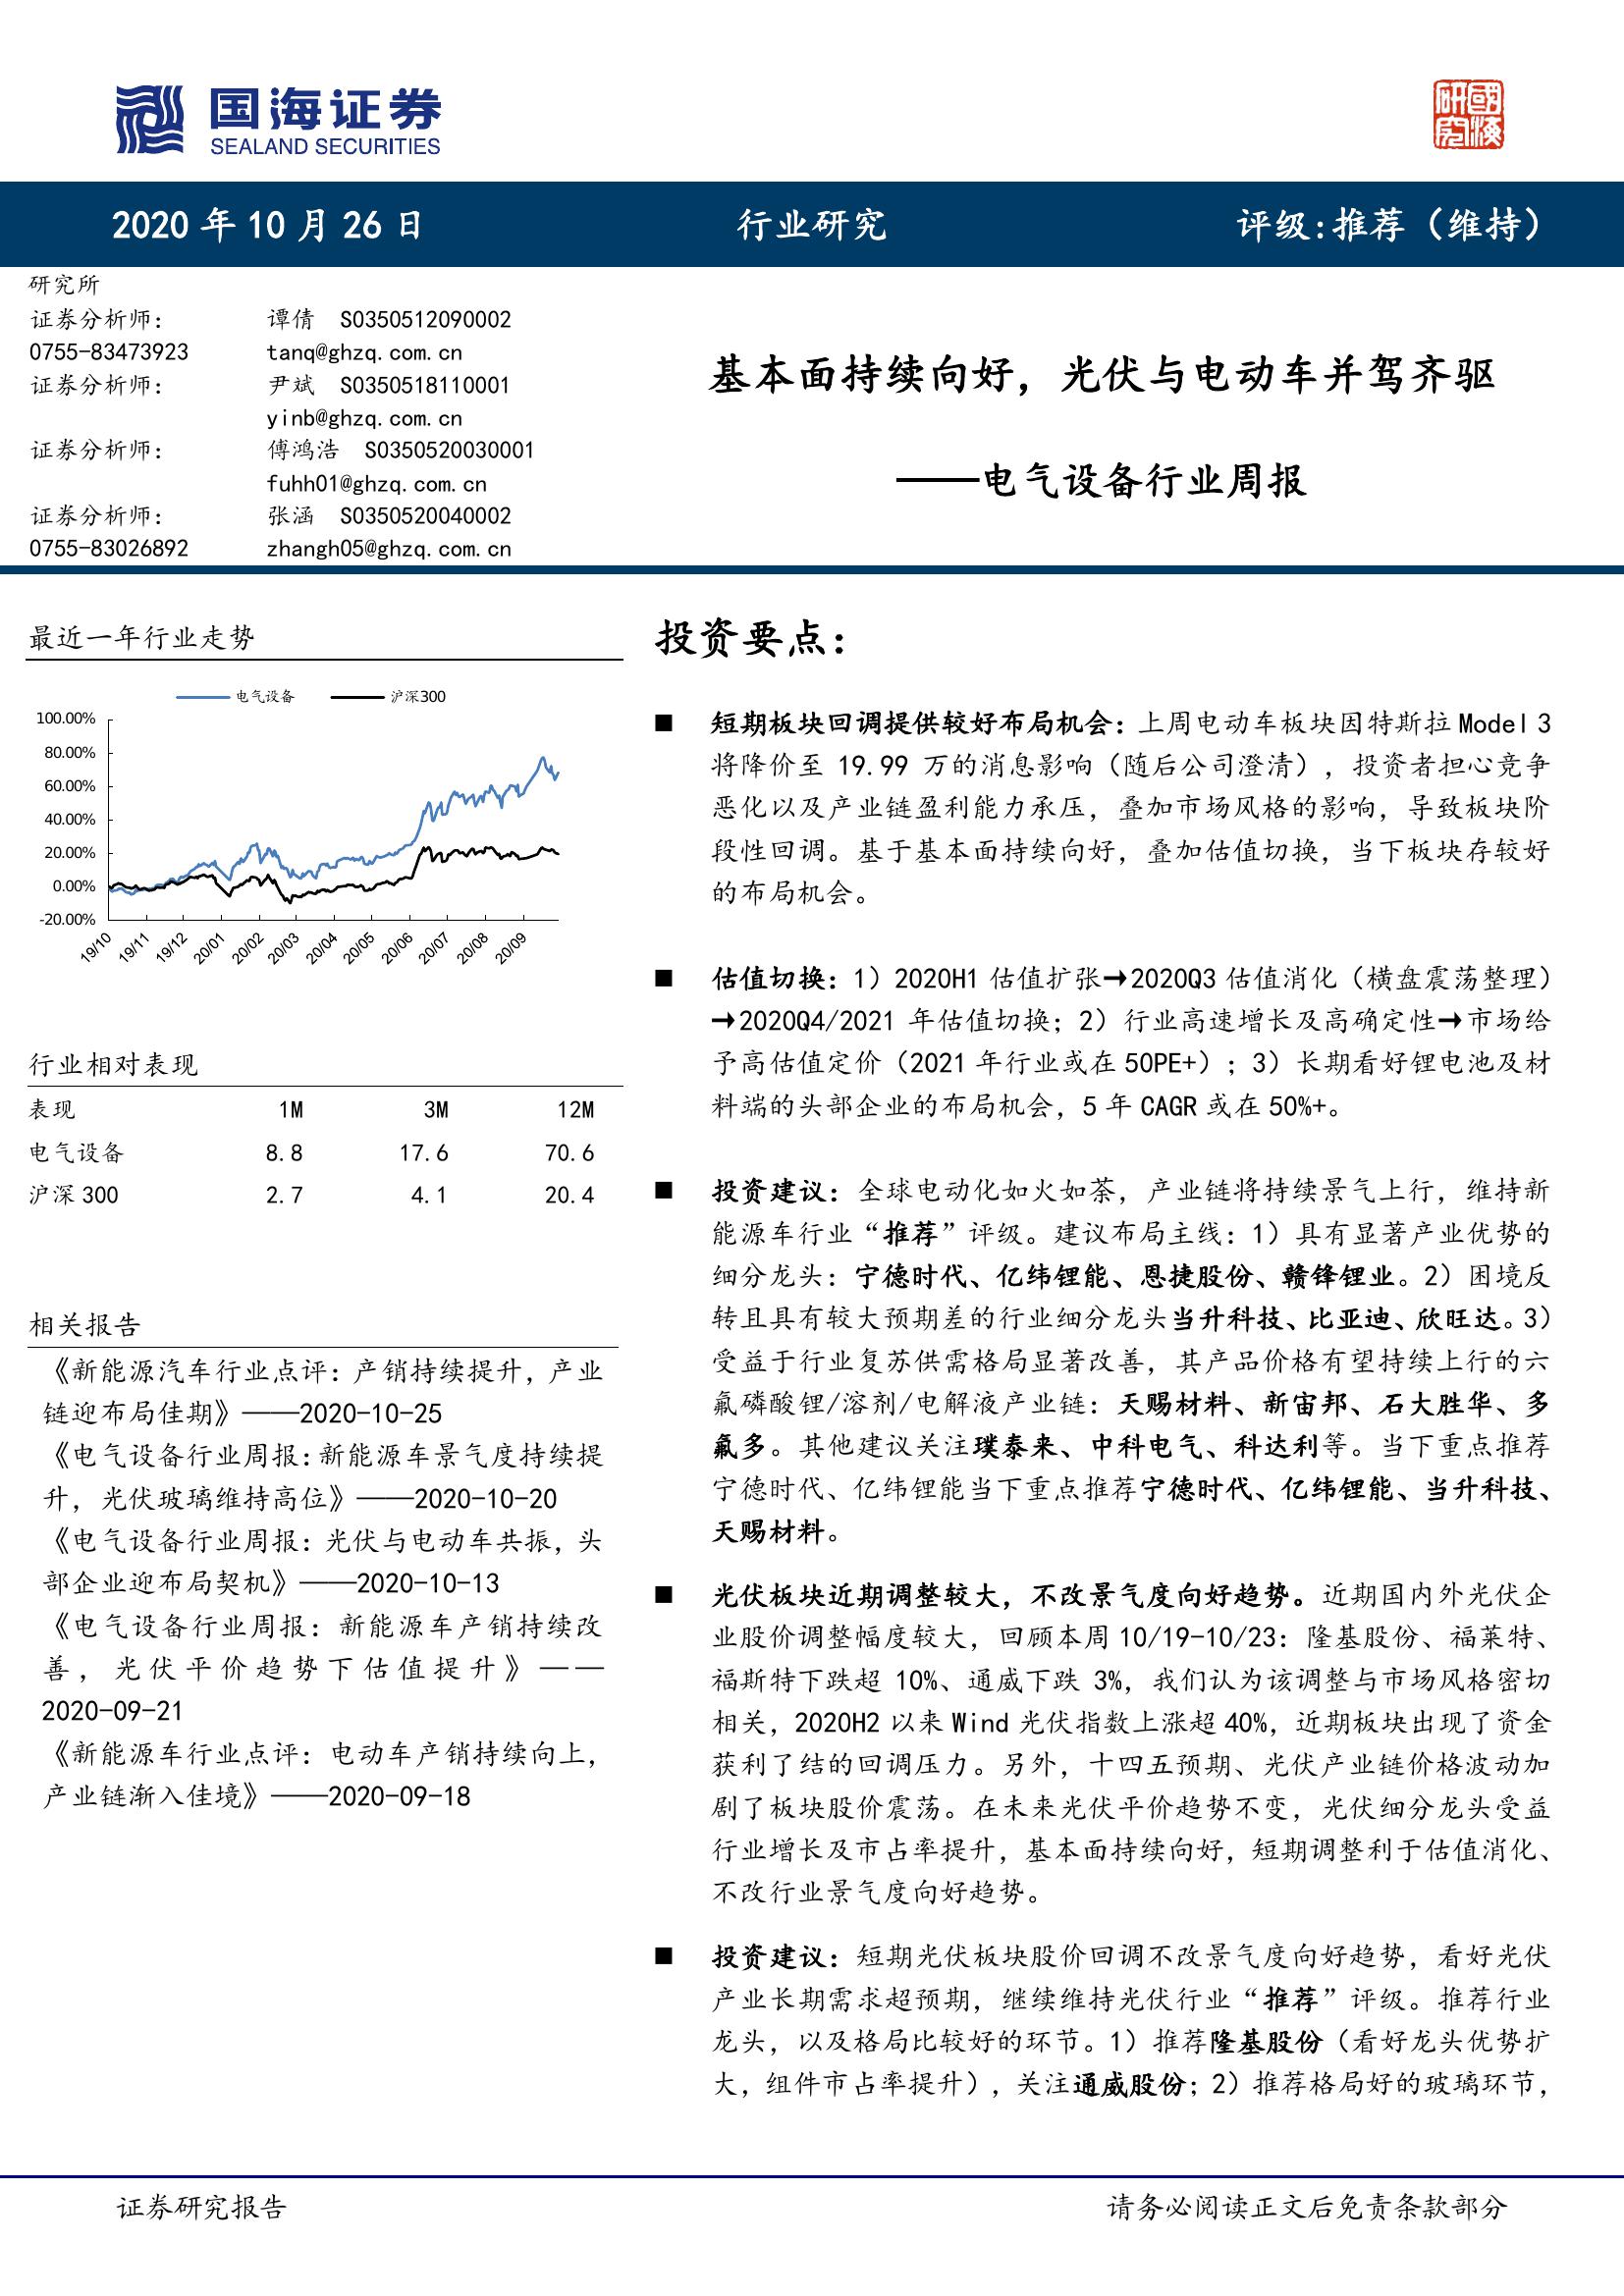 国海证券
SEALAND SECURITIES
國海研究
2020 年 10 月 26 日
行业研究
评级:推荐（维持）
研究所
证券分析师： 谭倩 S0350512090002
0755-83473923 tanq@ghzq.com.cn
证券分析师： 尹斌 S0350518110001
yinb@ghzq.com.cn
证券分析师： 傅鸿浩 S0350520030001
fuhh01@ghzq.com.cn
证券分析师： 张涵 S0350520040002
0755-83026892 zhangh05@ghzq.com.cn
基本面持续向好，光伏与电动车并驾齐驱
——电气设备行业周报
最近一年行业走势
电气设备 沪深300
100.00%
80.00%
60.00%
40.00%
20.00%
0.00%
-20.00%
19/10 19/11 19/12 20/01 20/02 20/03 20/04 20/05 20/06 20/07 20/08 20/09
行业相对表现
表现 1M 3M 12M
电气设备 8.8 17.6 70.6
沪深 300 2.7 4.1 20.4
相关报告
《新能源汽车行业点评：产销持续提升，产业
链迎布局佳期》——2020-10-25
《电气设备行业周报：新能源车景气度持续提
升，光伏玻璃维持高位》——2020-10-20
《电气设备行业周报：光伏与电动车共振，头
部企业迎布局契机》——2020-10-13
《电气设备行业周报：新能源车产销持续改
善，光伏平价趋势下估值提升》——
2020-09-21
《新能源车行业点评：电动车产销持续向上，
产业链渐入佳境》——2020-09-18
投资要点：
■ 短期板块回调提供较好布局机会：上周电动车板块因特斯拉 Model 3
将降价至 19.99 万的消息影响（随后公司澄清），投资者担心竞争
恶化以及产业链盈利能力承压，叠加市场风格的影响，导致板块阶
段性回调。基于基本面持续向好，叠加估值切换，当下板块存较好
的布局机会。
■ 估值切换：1）2020H1 估值扩张→2020Q3 估值消化（横盘震荡整理）
→2020Q4/2021 年估值切换；2）行业高速增长及高确定性→市场给
予高估值定价（2021 年行业或在 50PE+）；3）长期看好锂电池及材
料端的头部企业的布局机会，5 年 CAGR 或在 50%+。
■ 投资建议：全球电动化如火如荼，产业链将持续景气上行，维持新
能源车行业“推荐”评级。建议布局主线：1）具有显著产业优势的
细分龙头：宁德时代、亿纬锂能、恩捷股份、赣锋锂业。2）困境反
转且具有较大预期差的行业细分龙头当升科技、比亚迪、欣旺达。3）
受益于行业复苏供需格局显著改善，其产品价格有望持续上行的六
氟磷酸锂/溶剂/电解液产业链：天赐材料、新宙邦、石大胜华、多
氟多。其他建议关注璞泰来、中科电气、科达利等。当下重点推荐
宁德时代、亿纬锂能当下重点推荐宁德时代、亿纬锂能、当升科技、
天赐材料。
■ 光伏板块近期调整较大，不改景气度向好趋势。近期国内外光伏企
业股价调整幅度较大，回顾本周 10/19-10/23：隆基股份、福莱特、
福斯特下跌超 10%、通威下跌 3%，我们认为该调整与市场风格密切
相关，2020H2 以来 Wind 光伏指数上涨超 40%，近期板块出现了资金
获利了结的回调压力。另外，十四五预期、光伏产业链价格波动加
剧了板块股价震荡。在未来光伏平价趋势不变，光伏细分龙头受益
行业增长及市占率提升，基本面持续向好，短期调整利于估值消化、
不改行业景气度向好趋势。
■ 投资建议：短期光伏板块股价回调不改景气度向好趋势，看好光伏
产业长期需求超预期，继续维持光伏行业“推荐”评级。推荐行业
龙头，以及格局比较好的环节。1）推荐隆基股份（看好龙头优势扩
大，组件市占率提升），关注通威股份；2）推荐格局好的玻璃环节，
证券研究报告
请务必阅读正文后免责条款部分